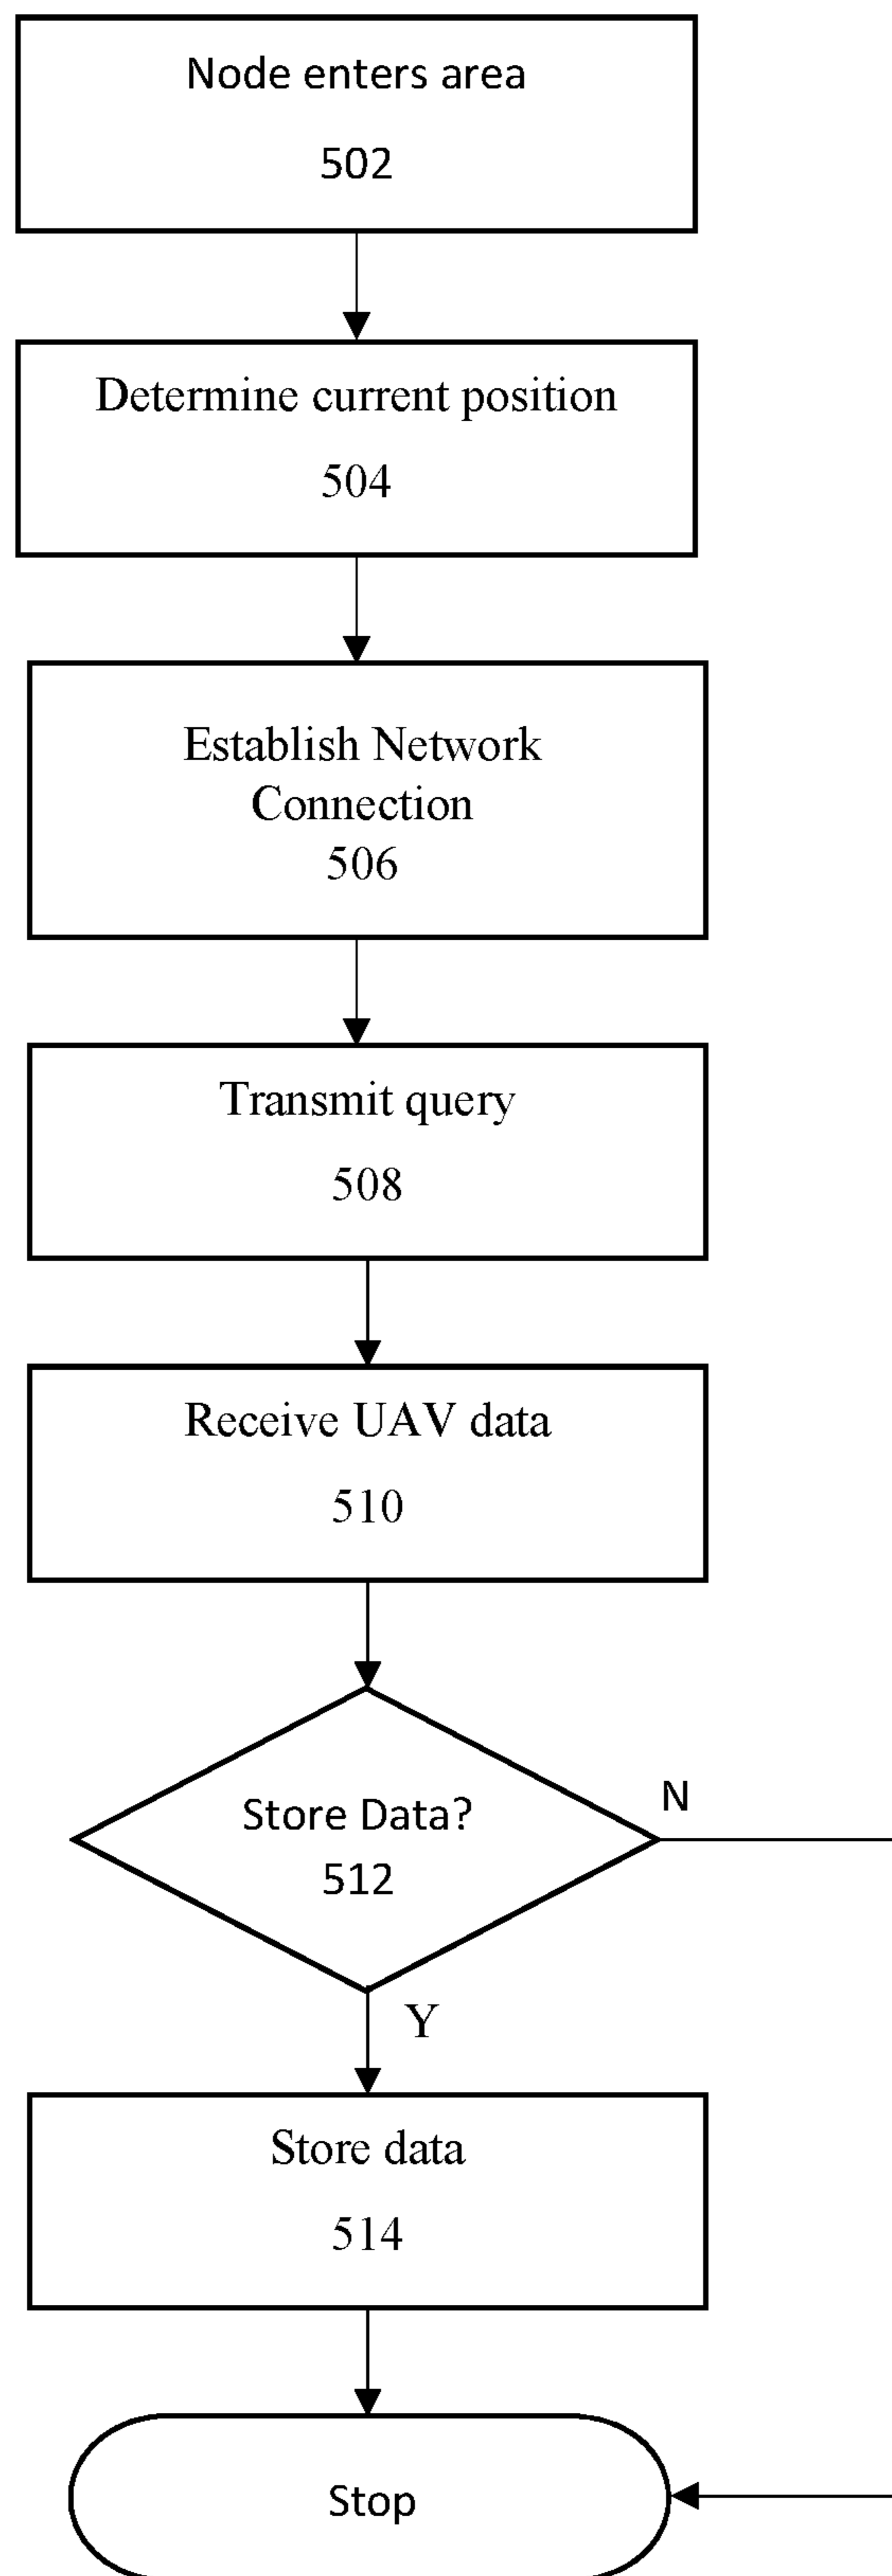 Node enters area
502
Determine current position
504
Establish Network
Connection
506
Transmit query
508
Receive UAV data
510
Store Data?
512
N
Y
Store data
514
Stop